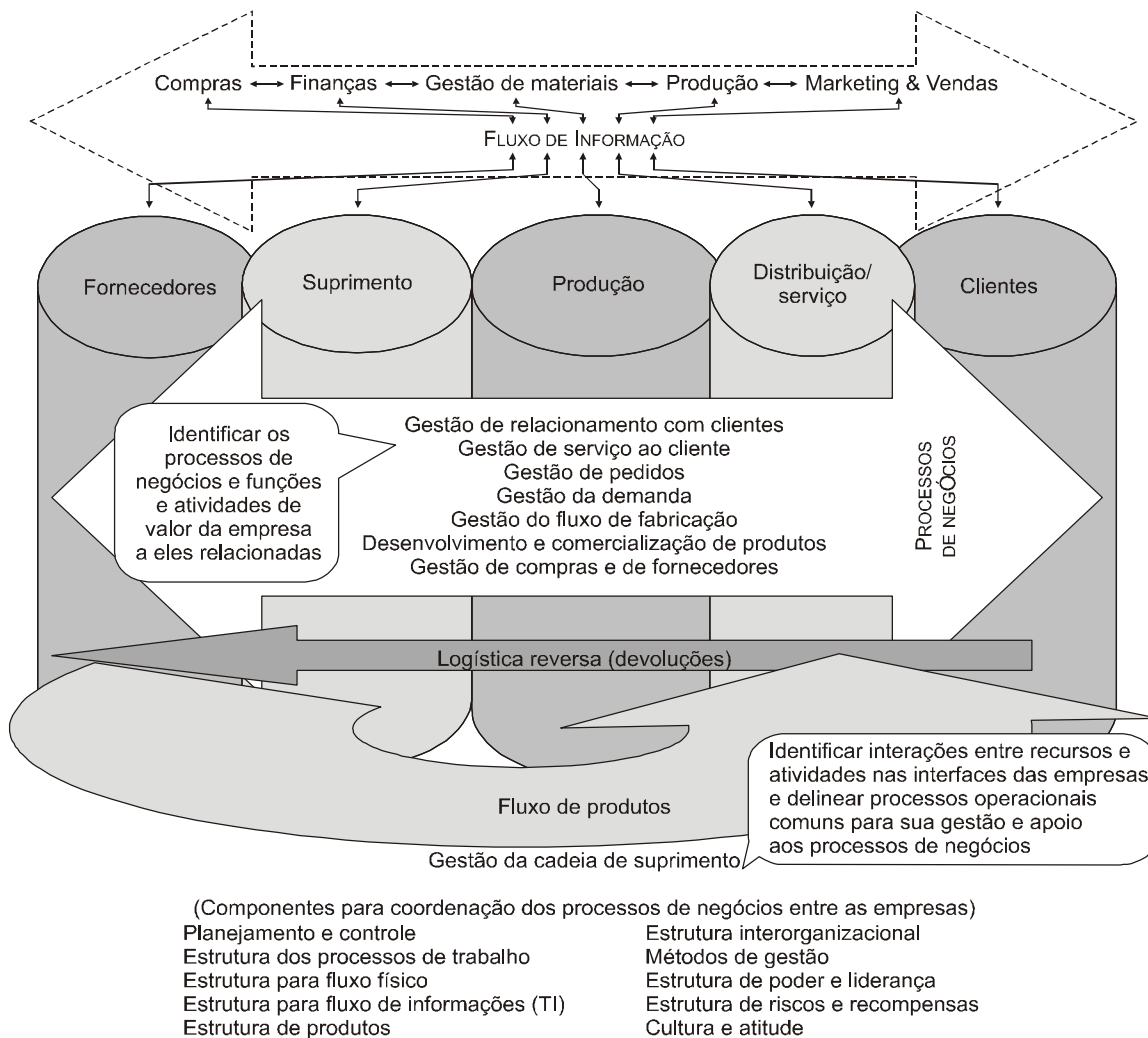 Compras Finanças Gestão de materiais Produção Marketing & Vendas
FLUXO DE INFORMAÇÃO
Fornecedores
Suprimento
Produção
Distribuição/
serviço
Clientes
Identificar os
processos de
negócios e funções
e atividades de
valor da empresa
a eles relacionadas
Gestão de relacionamento com clientes
Gestão de serviço ao cliente
Gestão de pedidos
Gestão da demanda
Gestão do fluxo de fabricação
Desenvolvimento e comercialização de produtos
Gestão de compras e de fornecedores
PROCESSOS
DE NEGÓCIOS
Logística reversa (devoluções)
Identificar interações entre recursos e
atividades nas interfaces das empresas
e delinear processos operacionais
comuns para sua gestão e apoio
aos processos de negócios
Fluxo de produtos
Gestão da cadeia de suprimento
(Componentes para coordenação dos processos de negócios entre as empresas)
Planejamento e controle
Estrutura dos processos de trabalho
Estrutura para fluxo físico
Estrutura para fluxo de informações (TI)
Estrutura de produtos
Estrutura interorganizacional
Métodos de gestão
Estrutura de poder e liderança
Estrutura de riscos e recompensas
Cultura e atitude